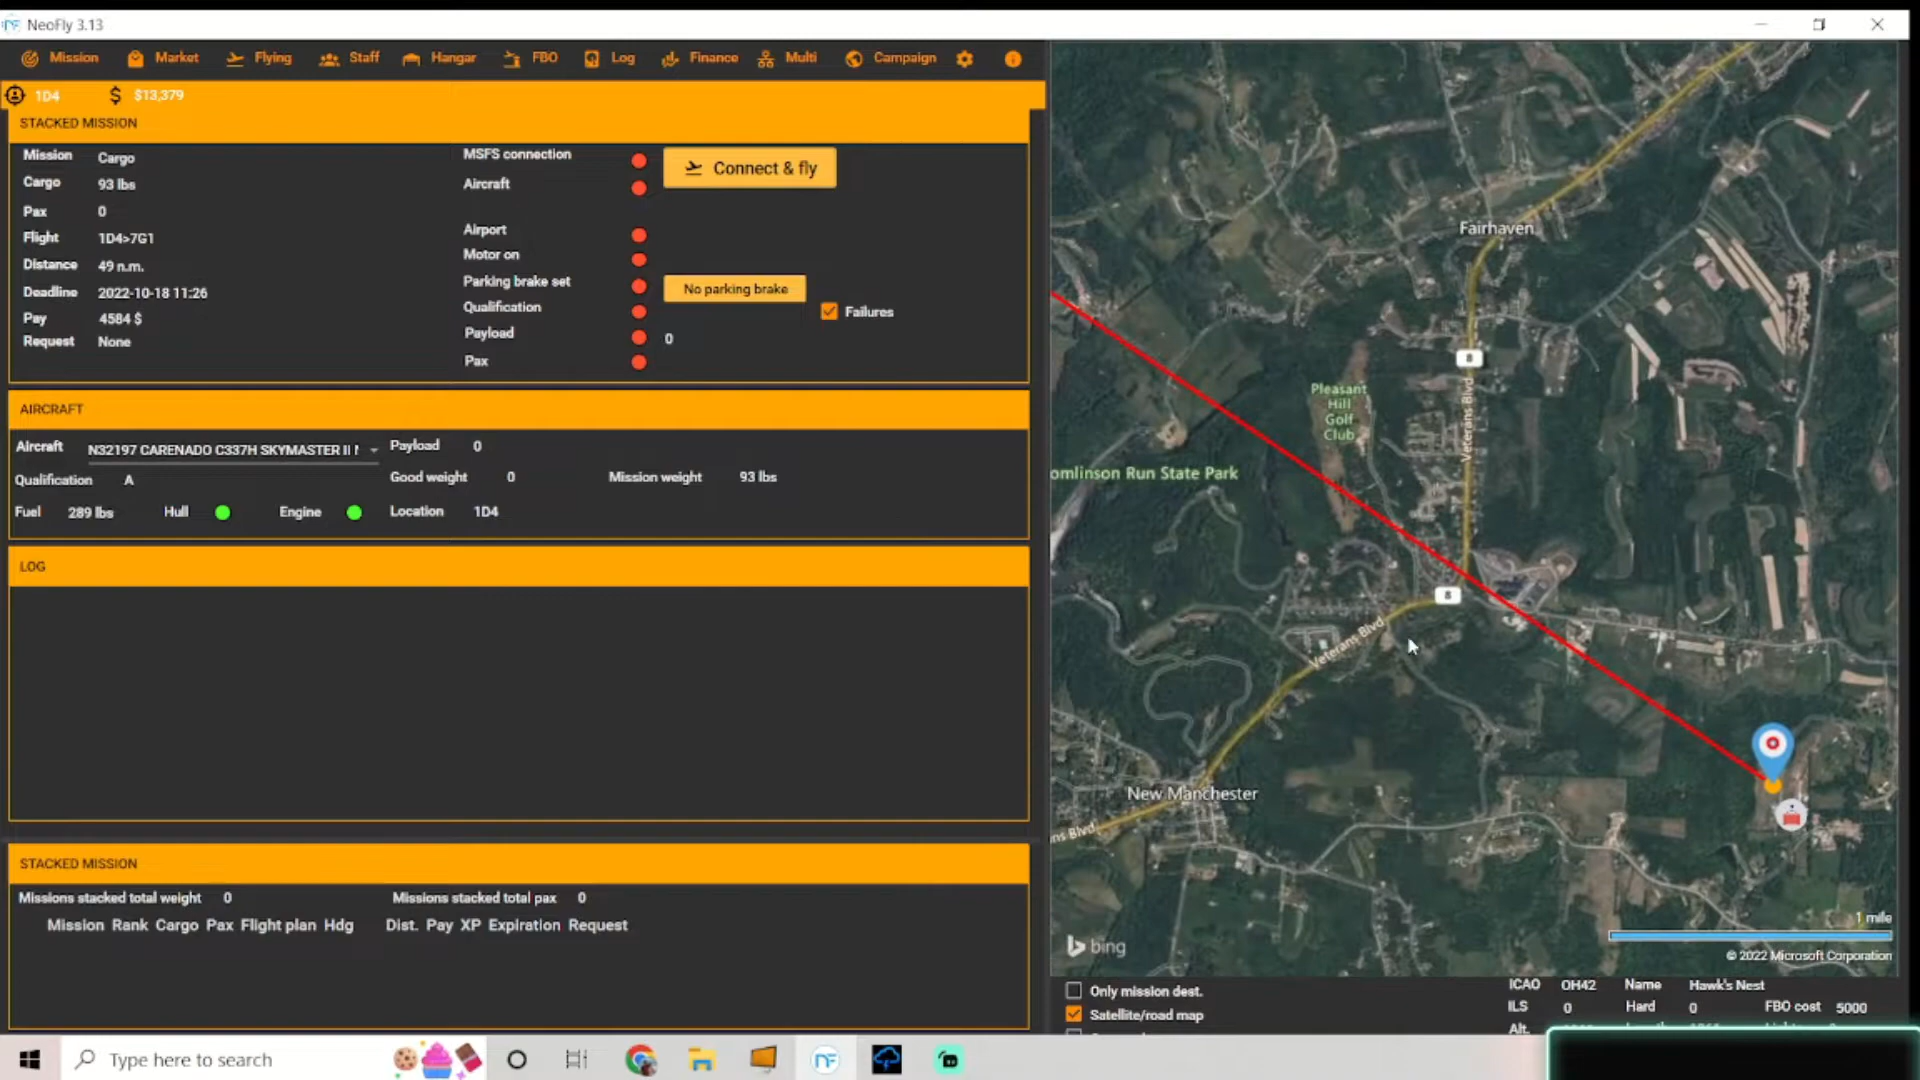 NeoFly 3.13
Mission Market Flying Staff Hangar FBO Log Finance Multi Campaign
1D4 $ $13,379
STACKED MISSION
Mission Cargo
Cargo 93 lbs
Pax 0
Flight 1D4>7G1
Distance 49 n.m.
Deadline 2022-10-18 11:26
Pay 4584 $
Request None
MSFS connection
Connect & fly
Aircraft
Airport
Motor on
Parking brake set
No parking brake
Qualification
Failures
Payload 0
Pax
AIRCRAFT
Aircraft N32197 CARENADO C337H SKYMASTER II
Payload 0
Qualification A
Good weight 0
Mission weight 93 lbs
Fuel 289 lbs Hull Engine Location 1D4
LOG
STACKED MISSION
Missions stacked total weight 0 Missions stacked total pax 0
Mission Rank Cargo Pax Flight plan Hdg Dist. Pay XP Expiration Request
Fairhaven
8
Veterans Blvd
Pleasant
Hill
Golf
Club
omlinson Run State Park
8
Veterans Blvd
New Manchester
ns Blvd
1 mile
bing
© 2022 Microsoft Corporation
Only mission dest.
Satellite/road map
ICAO OH42 Name Hawk's Nest
ILS 0 Hard 0 FBO cost 5000
Alt.
Type here to search